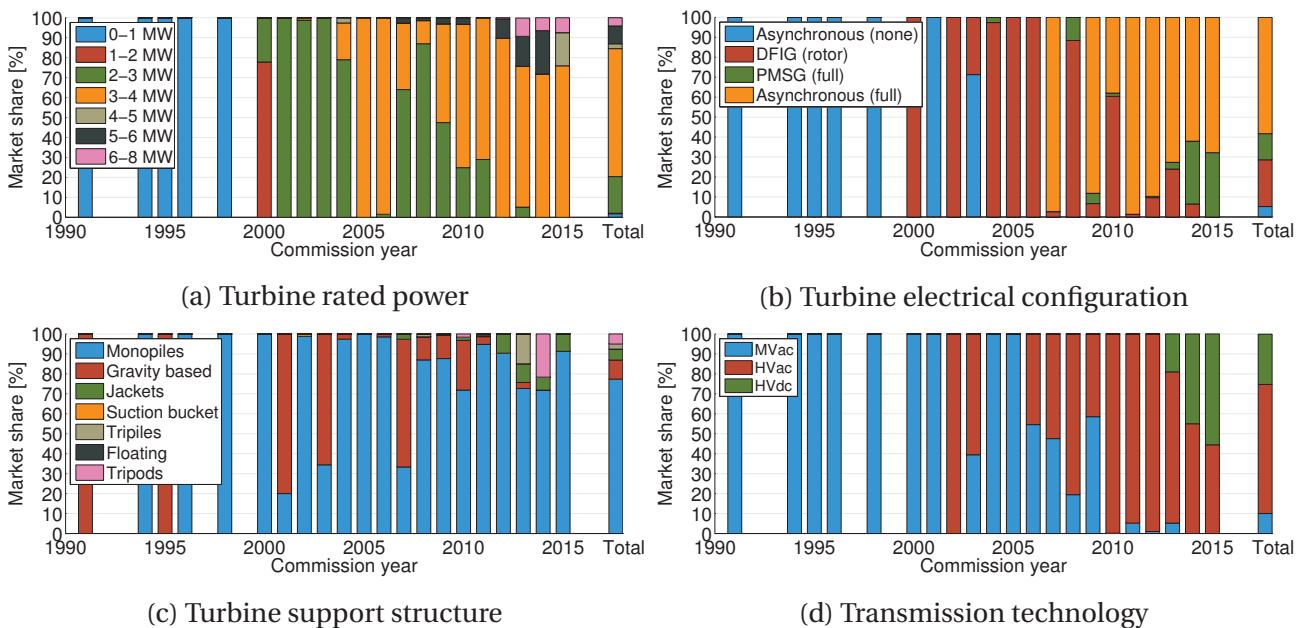 Market share [%]
100
90
80
70
60
50
40
30
20
10
0
0−1 MW
1−2 MW
2−3 MW
3−4 MW
4−5 MW
5−6 MW
6−8 MW
1990 1995 2000 2005 2010 2015 Total
Commission year
(a) Turbine rated power
Market share [%]
100
90
80
70
60
50
40
30
20
10
0
Asynchronous (none)
DFIG (rotor)
PMSG (full)
Asynchronous (full)
1990 1995 2000 2005 2010 2015 Total
Commission year
(b) Turbine electrical configuration
Market share [%]
100
90
80
70
60
50
40
30
20
10
0
Monopiles
Gravity based
Jackets
Suction bucket
Tripiles
Floating
Tripods
1990 1995 2000 2005 2010 2015 Total
Commission year
(c) Turbine support structure
Market share [%]
100
90
80
70
60
50
40
30
20
10
0
MVac
HVac
HVdc
1990 1995 2000 2005 2010 2015 Total
Commission year
(d) Transmission technology